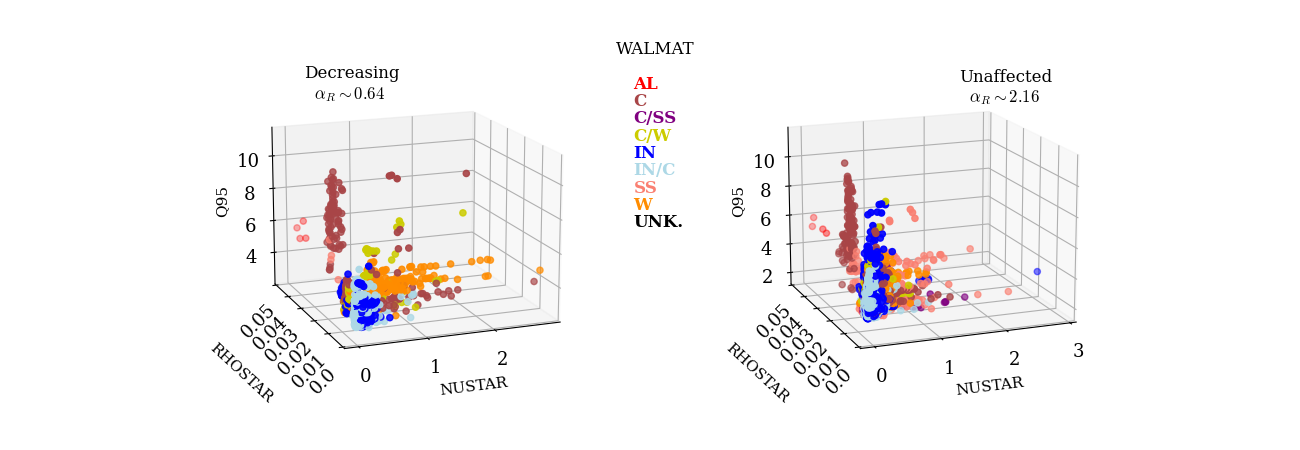 WALMAT
Decreasing
α_R ∼ 0.64
Unaffected
α_R ∼ 2.16
AL
C
C/SS
C/W
IN
IN/C
SS
W
UNK.
10
8
6
4
Q95
0.05
0.04
0.03
0.02
0.01
0.0
RHOSTAR
0
1
2
NUSTAR
10
8
6
4
2
Q95
0.05
0.04
0.03
0.02
0.01
0.0
RHOSTAR
0
1
2
3
NUSTAR